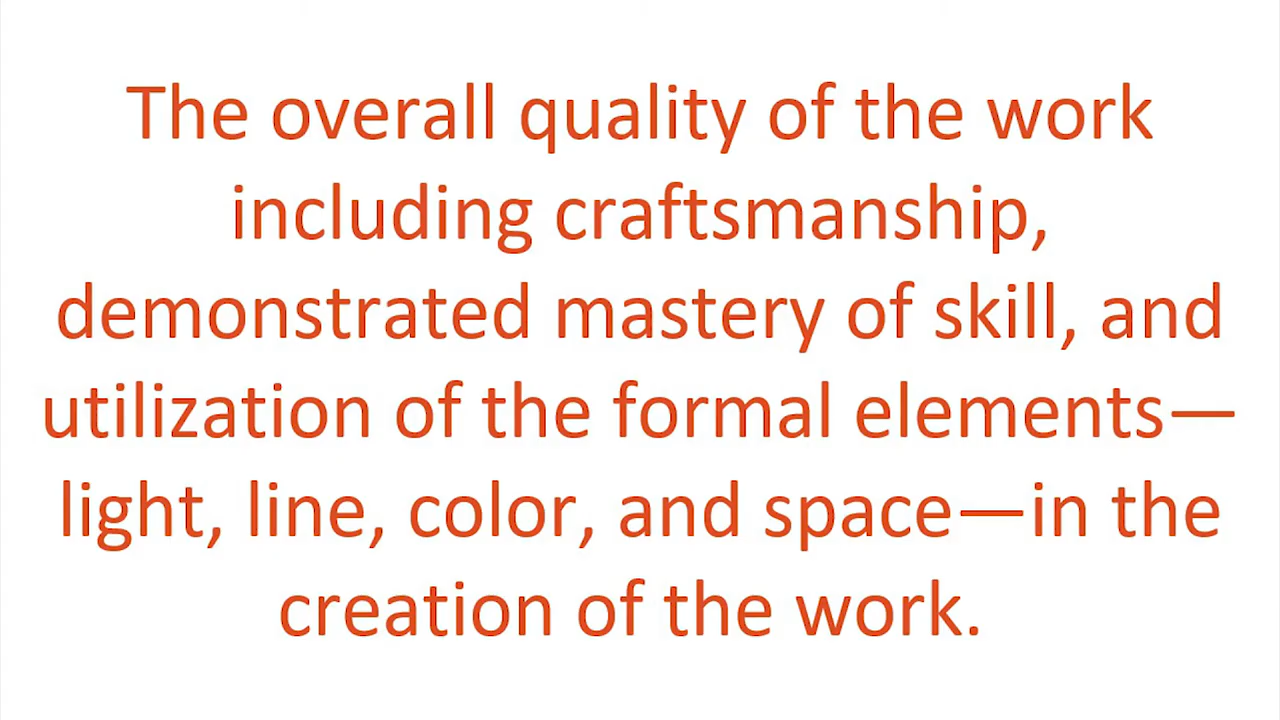 The overall quality of the work
including craftsmanship,
demonstrated mastery of skill, and
utilization of the formal elements—
light, line, color, and space—in the
creation of the work.